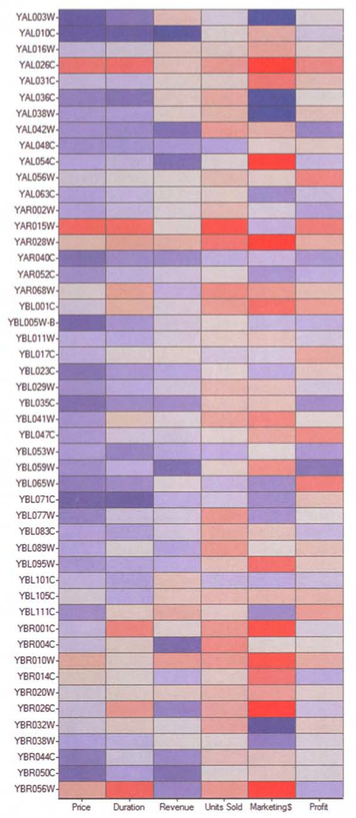 YAL003W
YAL010C
YAL016W
YAL026C
YAL031C
YAL036C
YAL038W
YAL042W
YAL048C
YAL054C
YAL056W
YAL063C
YAR002W
YAR015W
YAR028W
YAR040C
YAR052C
YAR068W
YBL001C
YBL005W-B
YBL011W
YBL017C
YBL023C
YBL029W
YBL035C
YBL041W
YBL047C
YBL053W
YBL059W
YBL065W
YBL071C
YBL077W
YBL083C
YBL089W
YBL095W
YBL101C
YBL105C
YBL111C
YBR001C
YBR004C
YBR010W
YBR014C
YBR020W
YBR026C
YBR032W
YBR038W
YBR044C
YBR050C
YBR056W
Price Duration Revenue Units Sold Marketing$ Profit